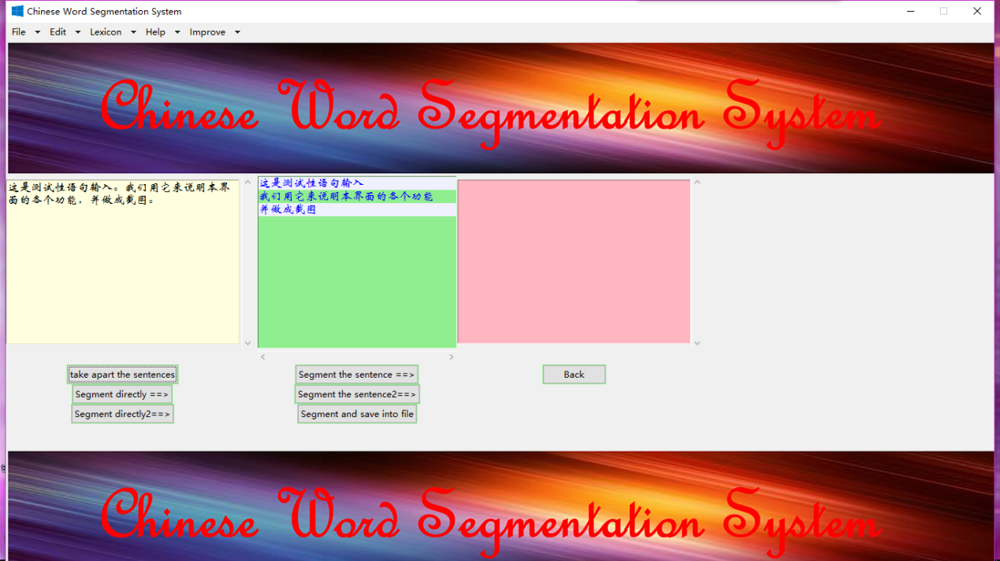 Chinese Word Segmentation System
File Edit Lexicon Help Improve
Chinese Word Segmentation System
这是测试性语句输入。我们用它来说明本界
面的各个功能，并做成截图。
这是测试性语句输入
我们用它来说明本界面的各个功能
并做成截图
take apart the sentences
Segment directly ==>
Segment directly2==>
Segment the sentence ==>
Segment the sentence2==>
Segment and save into file
Back
Chinese Word Segmentation System